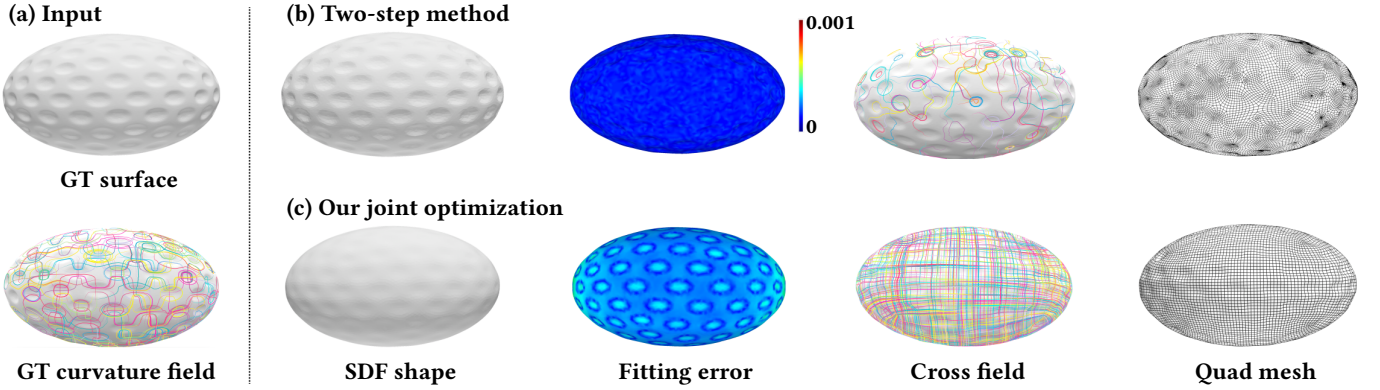 (a) Input
(b) Two-step method
0.001
0
GT surface
(c) Our joint optimization
GT curvature field
SDF shape
Fitting error
Cross field
Quad mesh